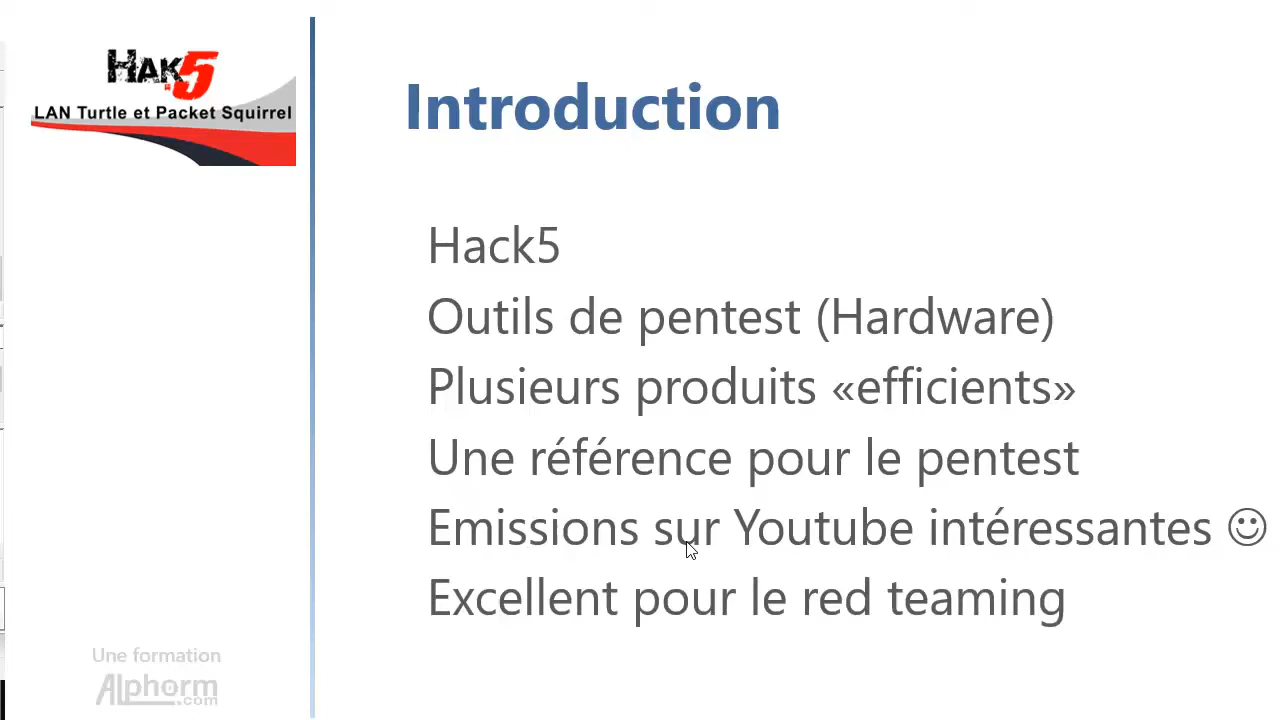 HAK5
LAN Turtle et Packet Squirrel
Introduction
Hack5
Outils de pentest (Hardware)
Plusieurs produits «efficients»
Une référence pour le pentest
Emissions sur Youtube intéressantes ☺
Excellent pour le red teaming
Une formation
Alphorm
.com